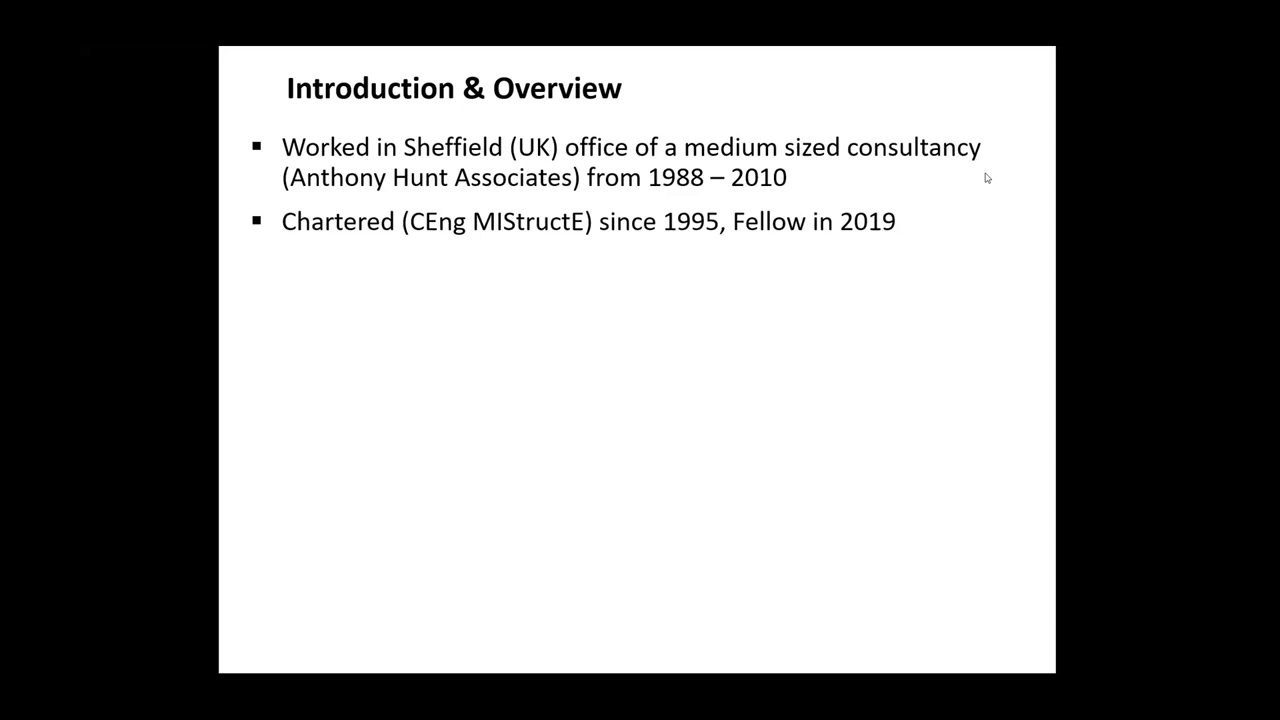 Introduction & Overview
▪ Worked in Sheffield (UK) office of a medium sized consultancy
(Anthony Hunt Associates) from 1988 – 2010
▪ Chartered (CEng MIStructE) since 1995, Fellow in 2019